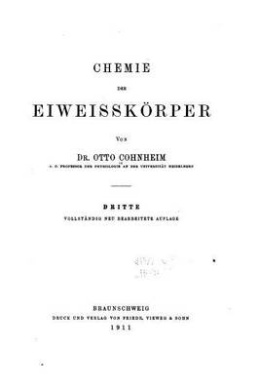 CHEMIE
DER
EIWEISSKÖRPER
VON
DR. OTTO COHNHEIM
A. O. PROFESSOR DER PHYSIOLOGIE AN DER UNIVERSITÄT HEIDELBERG
DRITTE
VOLLSTÄNDIG NEU BEARBEITETE AUFLAGE
BRAUNSCHWEIG
DRUCK UND VERLAG VON FRIEDR. VIEWEG & SOHN
1911